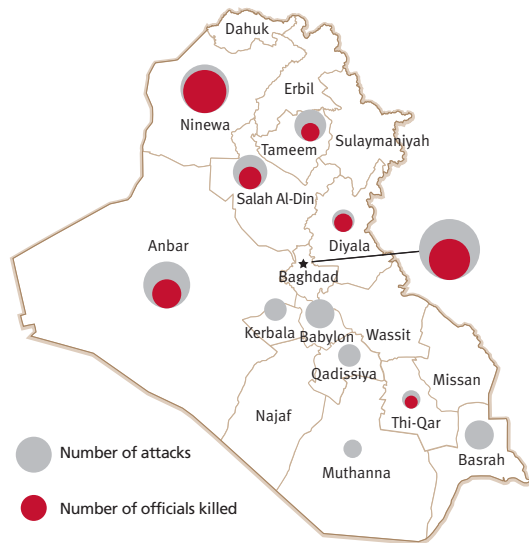 Dahuk
Erbil
Ninewa
Tameem
Sulaymaniyah
Salah Al-Din
Anbar
Diyala
Baghdad
Kerbala
Babylon
Wassit
Qadissiya
Missan
Najaf
Thi-Qar
Number of attacks
Basrah
Muthanna
Number of officials killed